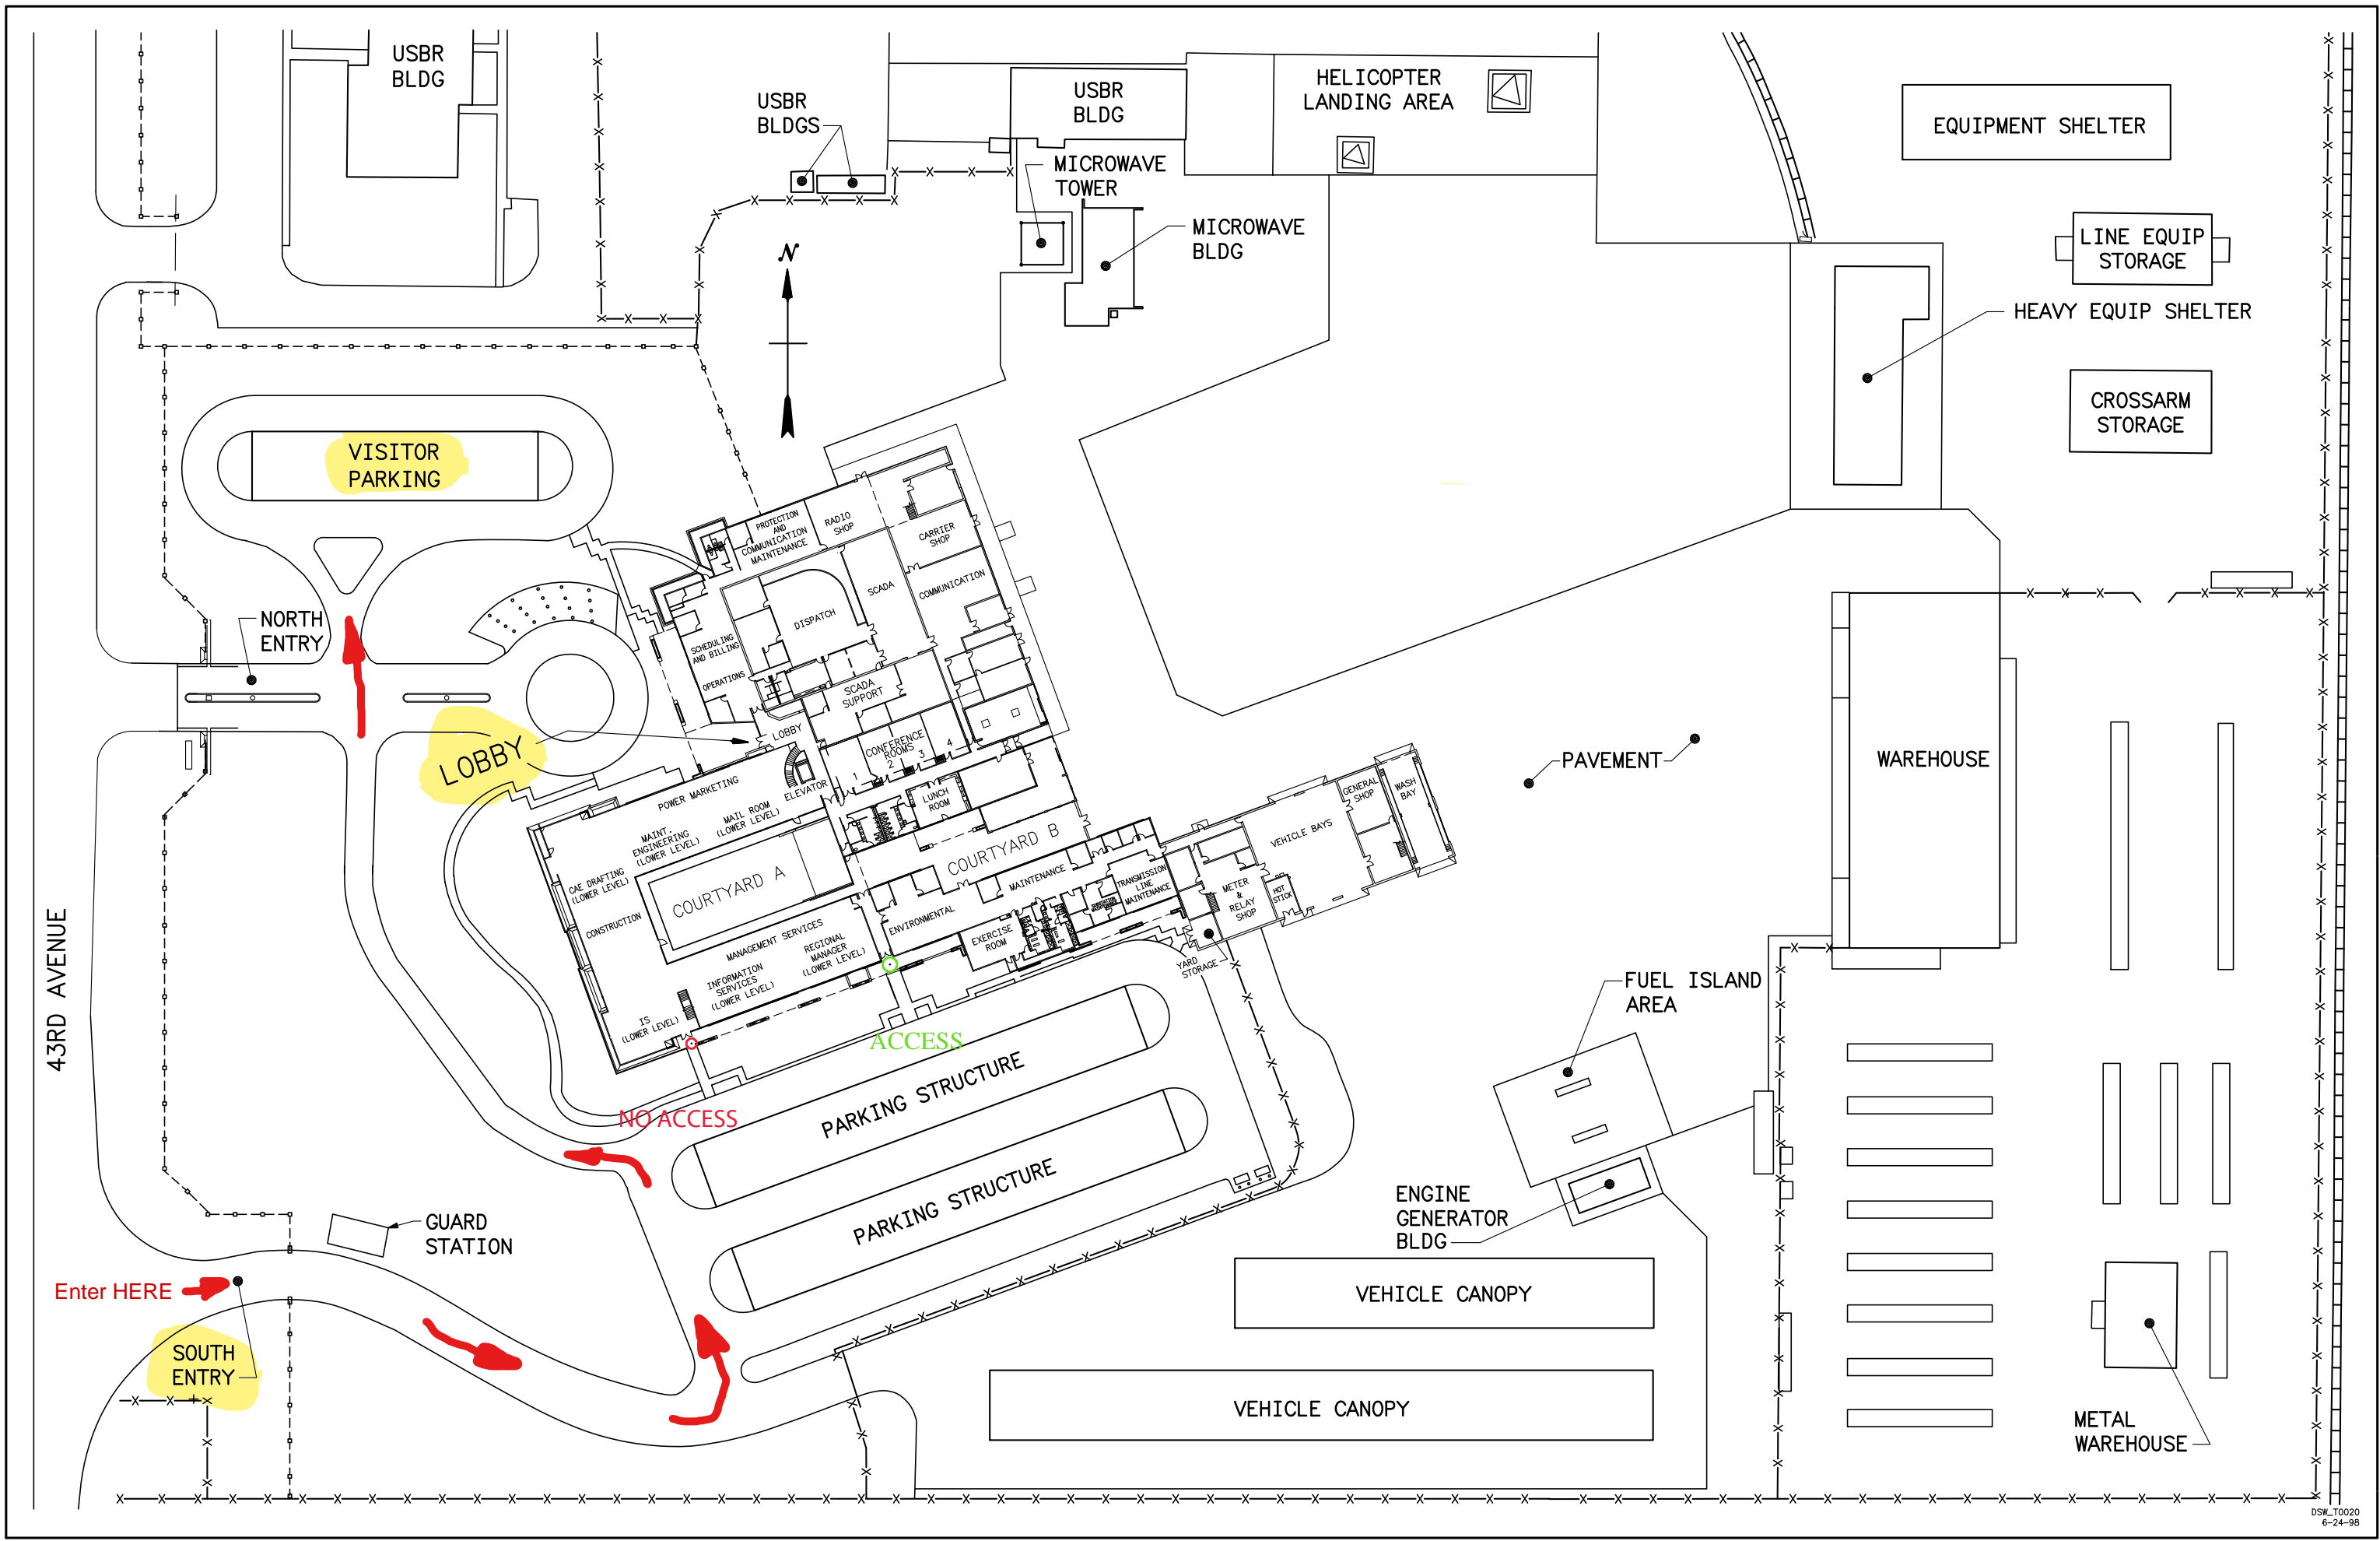 USBR
BLDG
USBR
BLDGS
USBR
BLDG
HELICOPTER
LANDING AREA
EQUIPMENT SHELTER
MICROWAVE
TOWER
MICROWAVE
BLDG
N
LINE EQUIP
STORAGE
HEAVY EQUIP SHELTER
CROSSARM
STORAGE
VISITOR
PARKING
NORTH
ENTRY
LOBBY
PROTECTION
AND
COMMUNICATION
MAINTENANCE
RADIO
SHOP
CARRIER
SHOP
SCADA
COMMUNICATION
DISPATCH
SCHEDULING
AND BILLING
OPERATIONS
SCADA
SUPPORT
LOBBY
CONFERENCE
ROOMS
1
2
3
4
ELEVATOR
LUNCH
ROOM
POWER MARKETING
MAIL ROOM
(LOWER LEVEL)
MAINT.
ENGINEERING
(LOWER LEVEL)
CAE DRAFTING
(LOWER LEVEL)
CONSTRUCTION
COURTYARD A
COURTYARD B
MANAGEMENT SERVICES
REGIONAL
MANAGER
(LOWER LEVEL)
INFORMATION
SERVICES
(LOWER LEVEL)
IS
(LOWER LEVEL)
ENVIRONMENTAL
MAINTENANCE
EXERCISE
ROOM
TRANSMISSION
LINE
MAINTENANCE
METER
&
RELAY
SHOP
HOT
STICK
VEHICLE BAYS
GENERAL
SHOP
WASH
BAY
YARD
STORAGE
PAVEMENT
WAREHOUSE
FUEL ISLAND
AREA
43RD AVENUE
ACCESS
NO ACCESS
PARKING STRUCTURE
PARKING STRUCTURE
GUARD
STATION
Enter HERE
SOUTH
ENTRY
ENGINE
GENERATOR
BLDG
VEHICLE CANOPY
VEHICLE CANOPY
METAL
WAREHOUSE
DSW_T0020
6-24-98